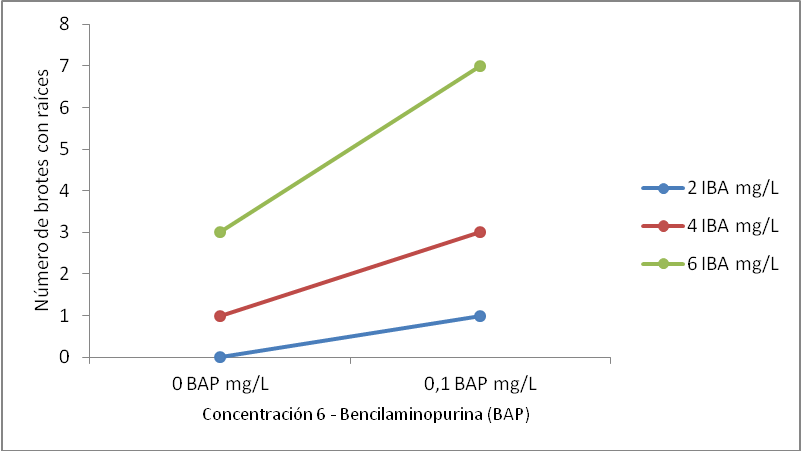 8
7
6
5
4
3
2
1
0
Número de brotes con raíces
0 BAP mg/L
0,1 BAP mg/L
Concentración 6 - Bencilaminopurina (BAP)
2 IBA mg/L
4 IBA mg/L
6 IBA mg/L